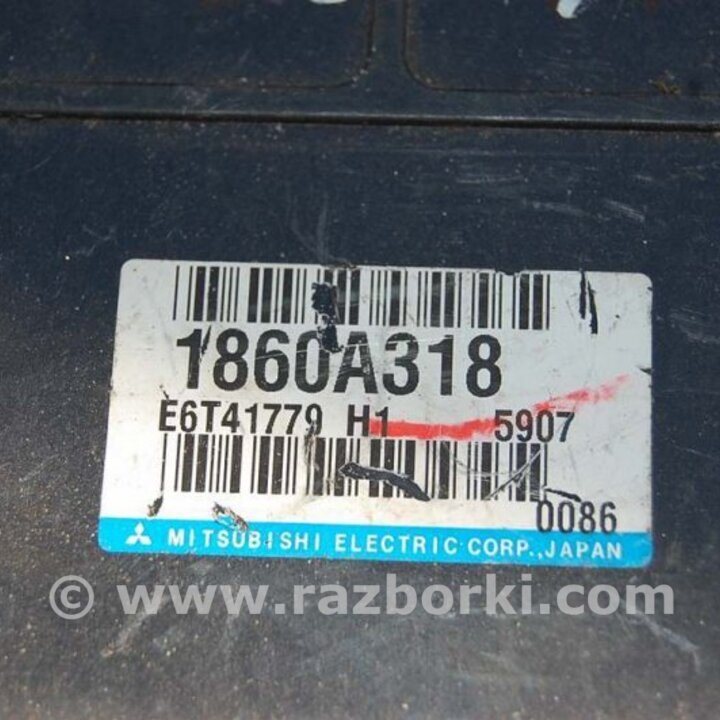 1860A318
E6T41779 H1 5907
0086
MITSUBISHI ELECTRIC CORP., JAPAN
© www.razborki.com